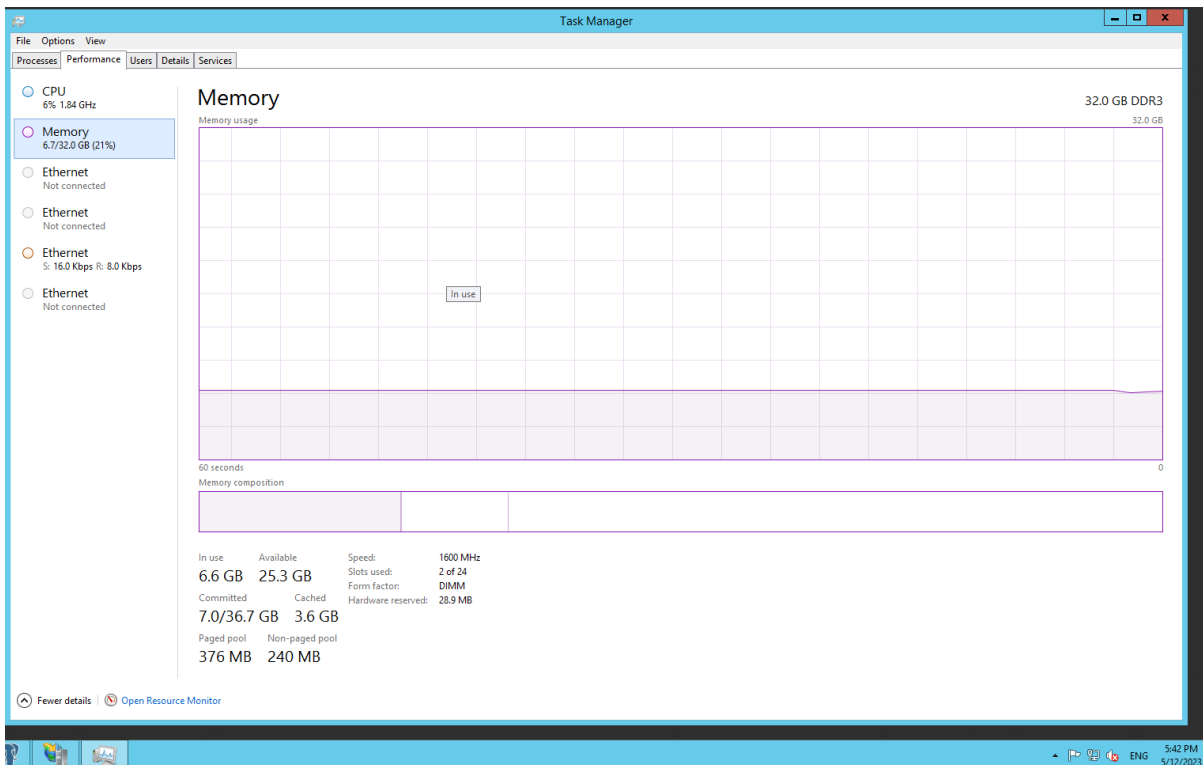 Task Manager
File Options View
Processes Performance Users Details Services
CPU
6% 1.84 GHz
Memory
6.7/32.0 GB (21%)
Ethernet
Not connected
Ethernet
Not connected
Ethernet
S: 16.0 Kbps R: 8.0 Kbps
Ethernet
Not connected
Memory 32.0 GB DDR3
Memory usage 32.0 GB
In use
60 seconds 0
Memory composition
In use Available
6.6 GB 25.3 GB
Committed Cached
7.0/36.7 GB 3.6 GB
Paged pool Non-paged pool
376 MB 240 MB
Speed: 1600 MHz
Slots used: 2 of 24
Form factor: DIMM
Hardware reserved: 28.9 MB
Fewer details Open Resource Monitor
ENG 5:42 PM
5/12/2023